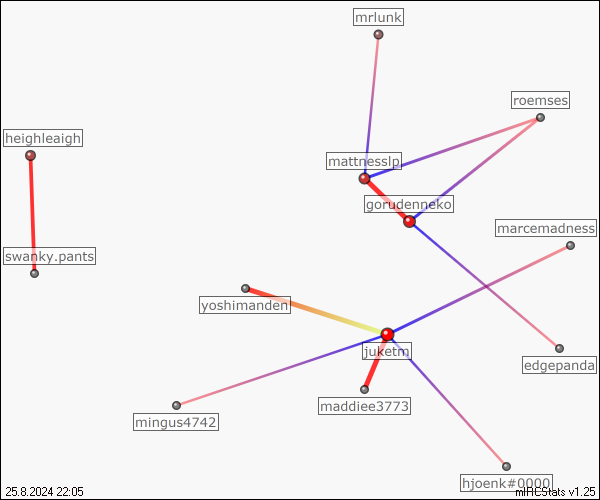 mrlunk
roemses
heighleaigh
mattnesslp
gorudenneko
marcemadness
swanky.pants
yoshimanden
juketm
edgepanda
maddiee3773
mingus4742
hjoenk#0000
25.8.2024 22:05
mIRCStats v1.25